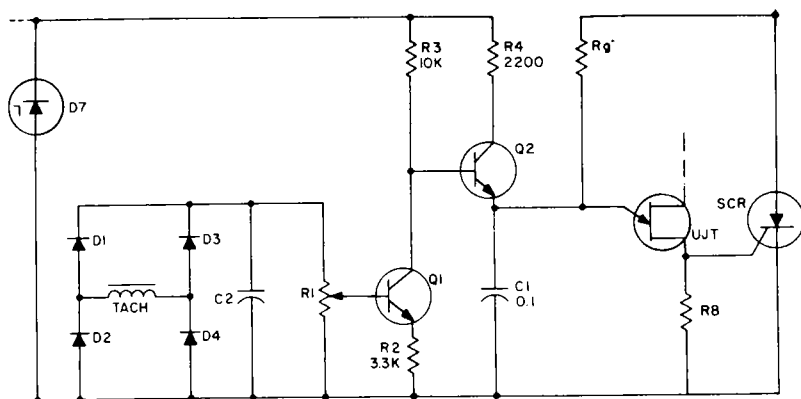 R3
10K
R4
2200
Rg
D7
Q2
SCR
UJT
D1
D3
TACH
C2
R1
Q1
C1
0.1
D2
D4
R2
3.3K
R8